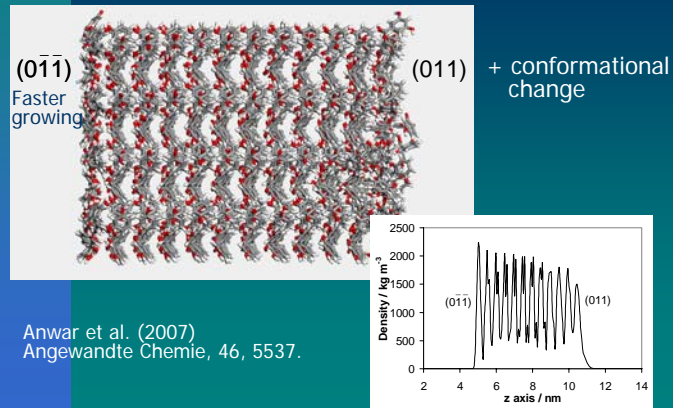 (01̅1̅)
Faster
growing
(011)
+ conformational
change
Anwar et al. (2007)
Angewandte Chemie, 46, 5537.
Density / kg m⁻³
2500
2000
1500
1000
500
0
(01̅1̅)
(011)
2 4 6 8 10 12 14
z axis / nm